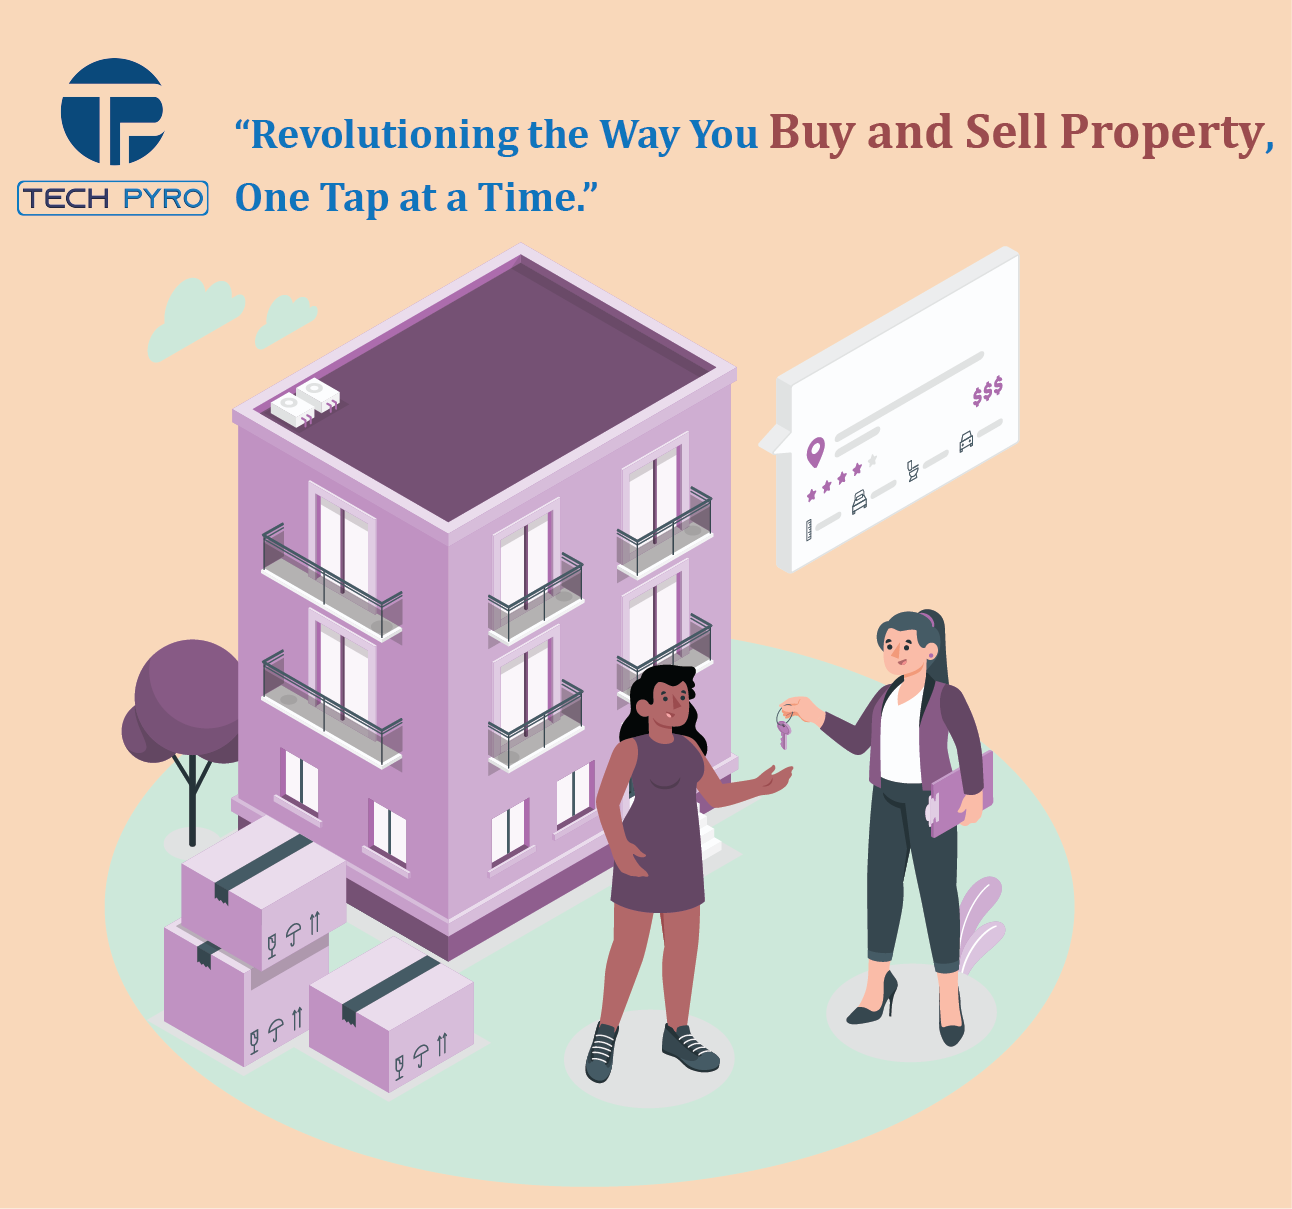 TECH PYRO
“Revolutioning the Way You Buy and Sell Property,
One Tap at a Time.”
$$$